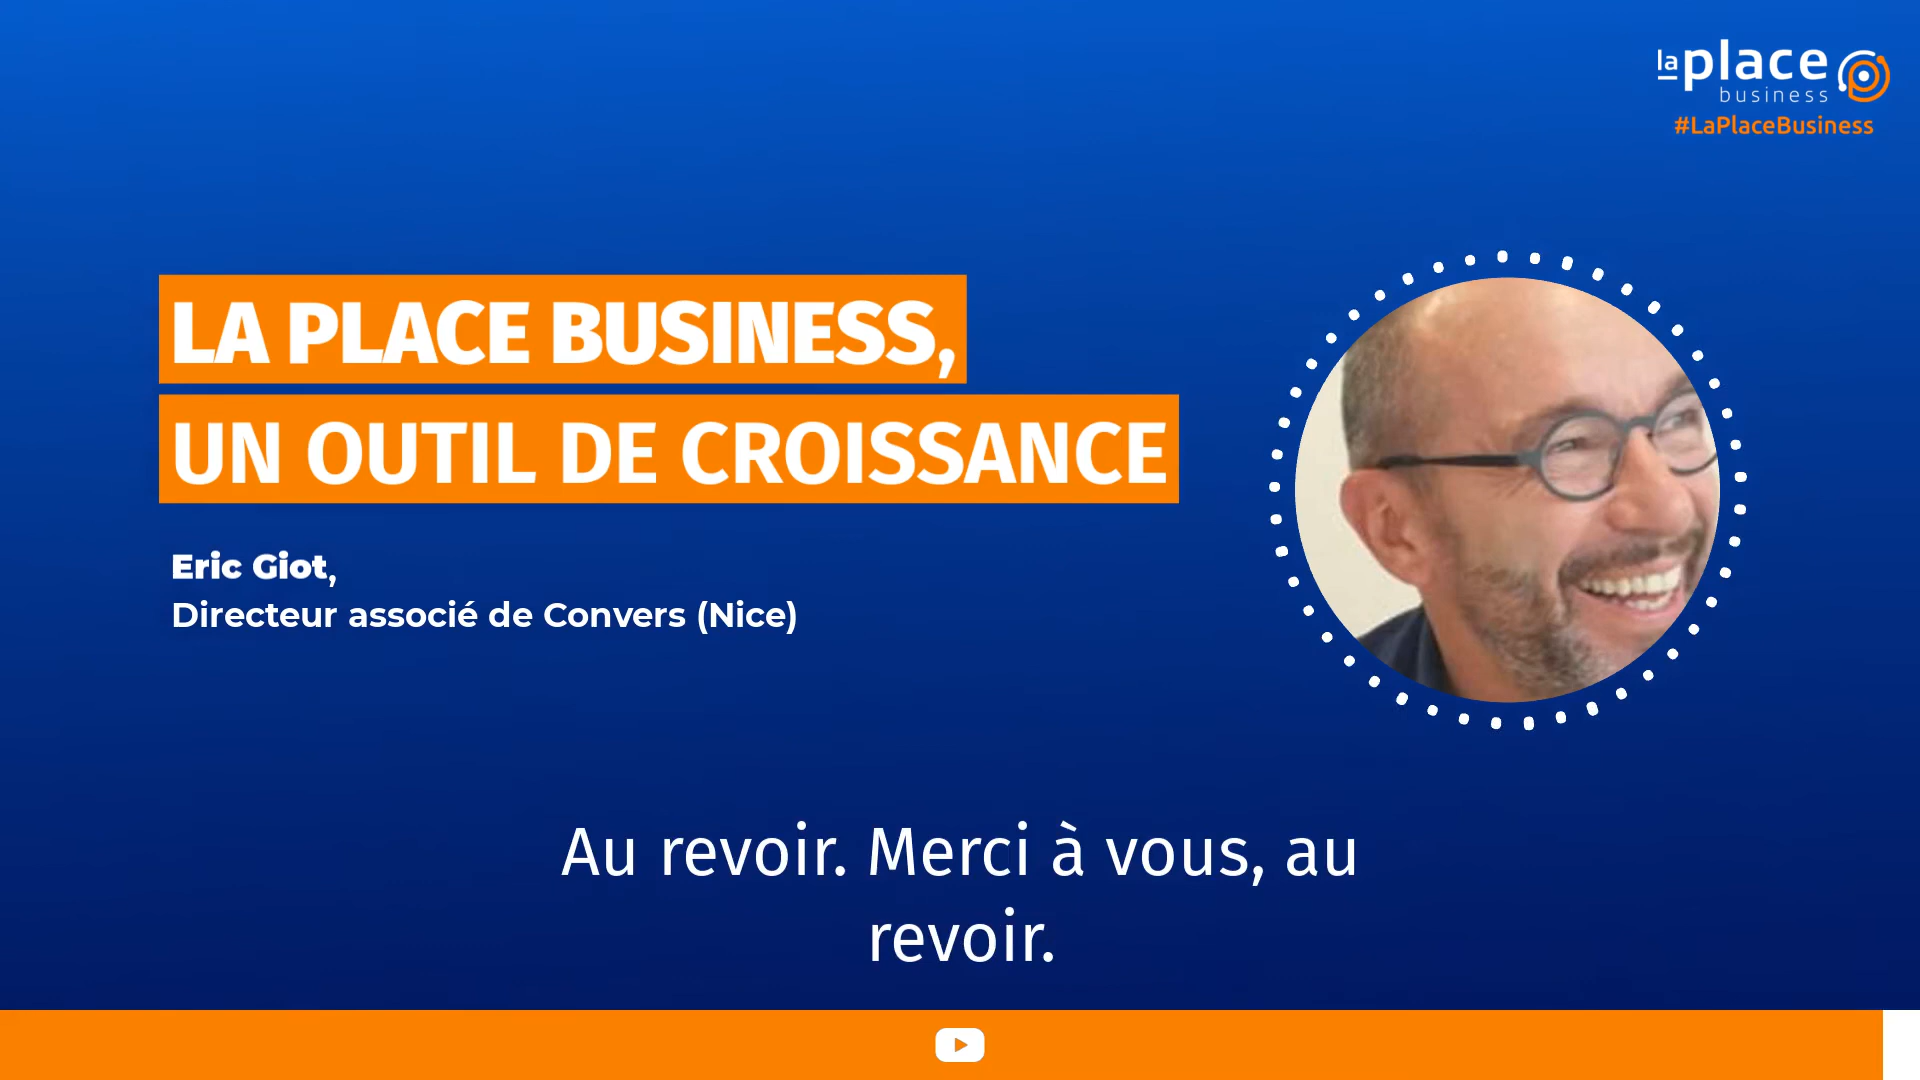 la place
business
#LaPlaceBusiness
LA PLACE BUSINESS,
UN OUTIL DE CROISSANCE
Eric Giot,
Directeur associé de Convers (Nice)
Au revoir. Merci à vous, au
revoir.